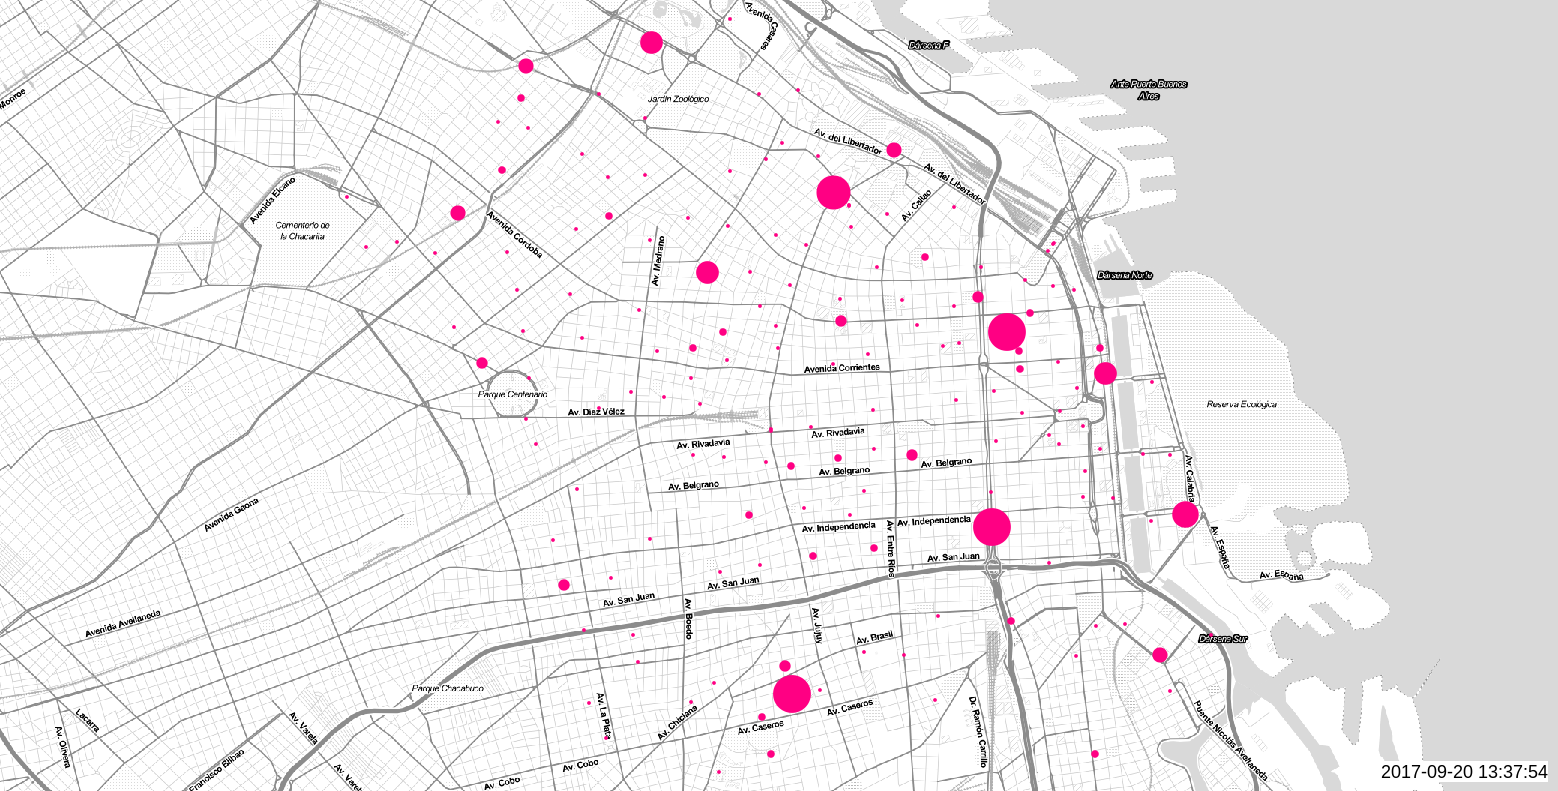 Avenida Casares
Dársena F
Monroe
Ante Puerto Buenos
Aires
Jardín Zoológico
Av. del Libertador
Av. del Libertador
Avenida Elcano
Av. Callao
Cementerio de
la Chacarita
Avenida Córdoba
Av. Medrano
Dársena Norte
Avenida Corrientes
Parque Centenario
Av. Díaz Vélez
Reserva Ecológica
Av. Rivadavia
Av. Rivadavia
Av. Belgrano
Av. Belgrano
Av. Belgrano
Av. Calabria
Avenida Gaona
Av. Independencia
Av. Independencia
Av. Entre Ríos
Av. España
Av. San Juan
Av. San Juan
Av. San Juan
Av. España
Avenida Avellaneda
Av. Boedo
Av. Jujuy
Av. Brasil
Dársena Sur
Parque Chacabuco
Av. La Plata
Av. Chiclana
Av. Caseros
Av. Caseros
Dr. Ramón Carrillo
Puente Nicolás Avellaneda
Lacarra
Av. Olivera
Av. Varela
Francisco Bilbao
Av. Varel
Av. Cobo
Av. Cobo
2017-09-20 13:37:54